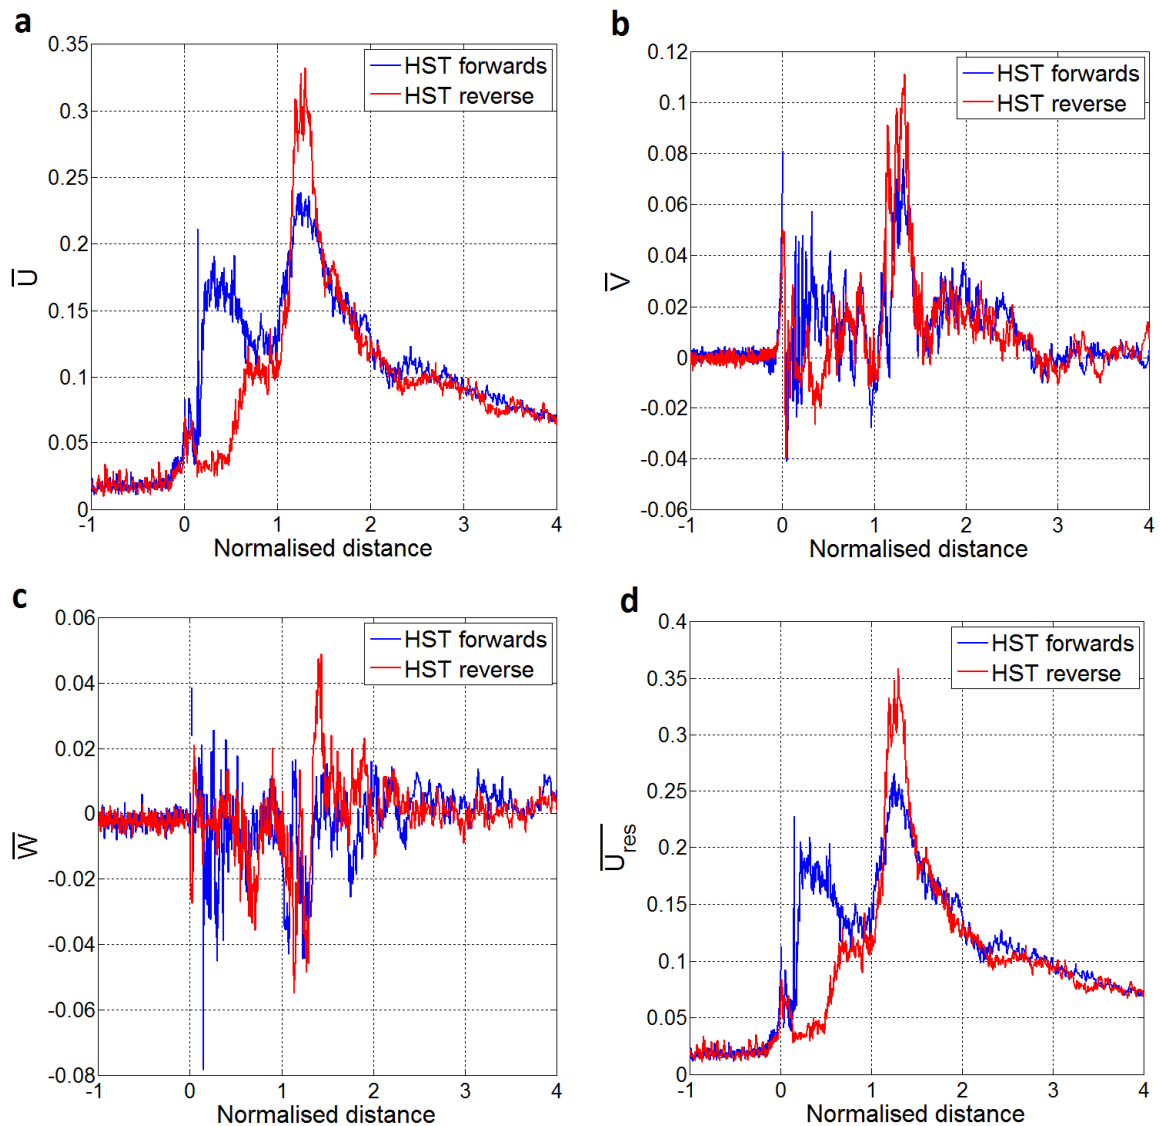 a
0.35
0.3
0.25
0.2
0.15
0.1
0.05
0
-1
0
1
2
3
4
U
Normalised distance
HST forwards
HST reverse
b
0.12
0.1
0.08
0.06
0.04
0.02
0
-0.02
-0.04
-0.06
-1
0
1
2
3
4
V
Normalised distance
HST forwards
HST reverse
c
0.06
0.04
0.02
0
-0.02
-0.04
-0.06
-0.08
-1
0
1
2
3
4
W
Normalised distance
HST forwards
HST reverse
d
0.4
0.35
0.3
0.25
0.2
0.15
0.1
0.05
0
-1
0
1
2
3
4
Ures
Normalised distance
HST forwards
HST reverse